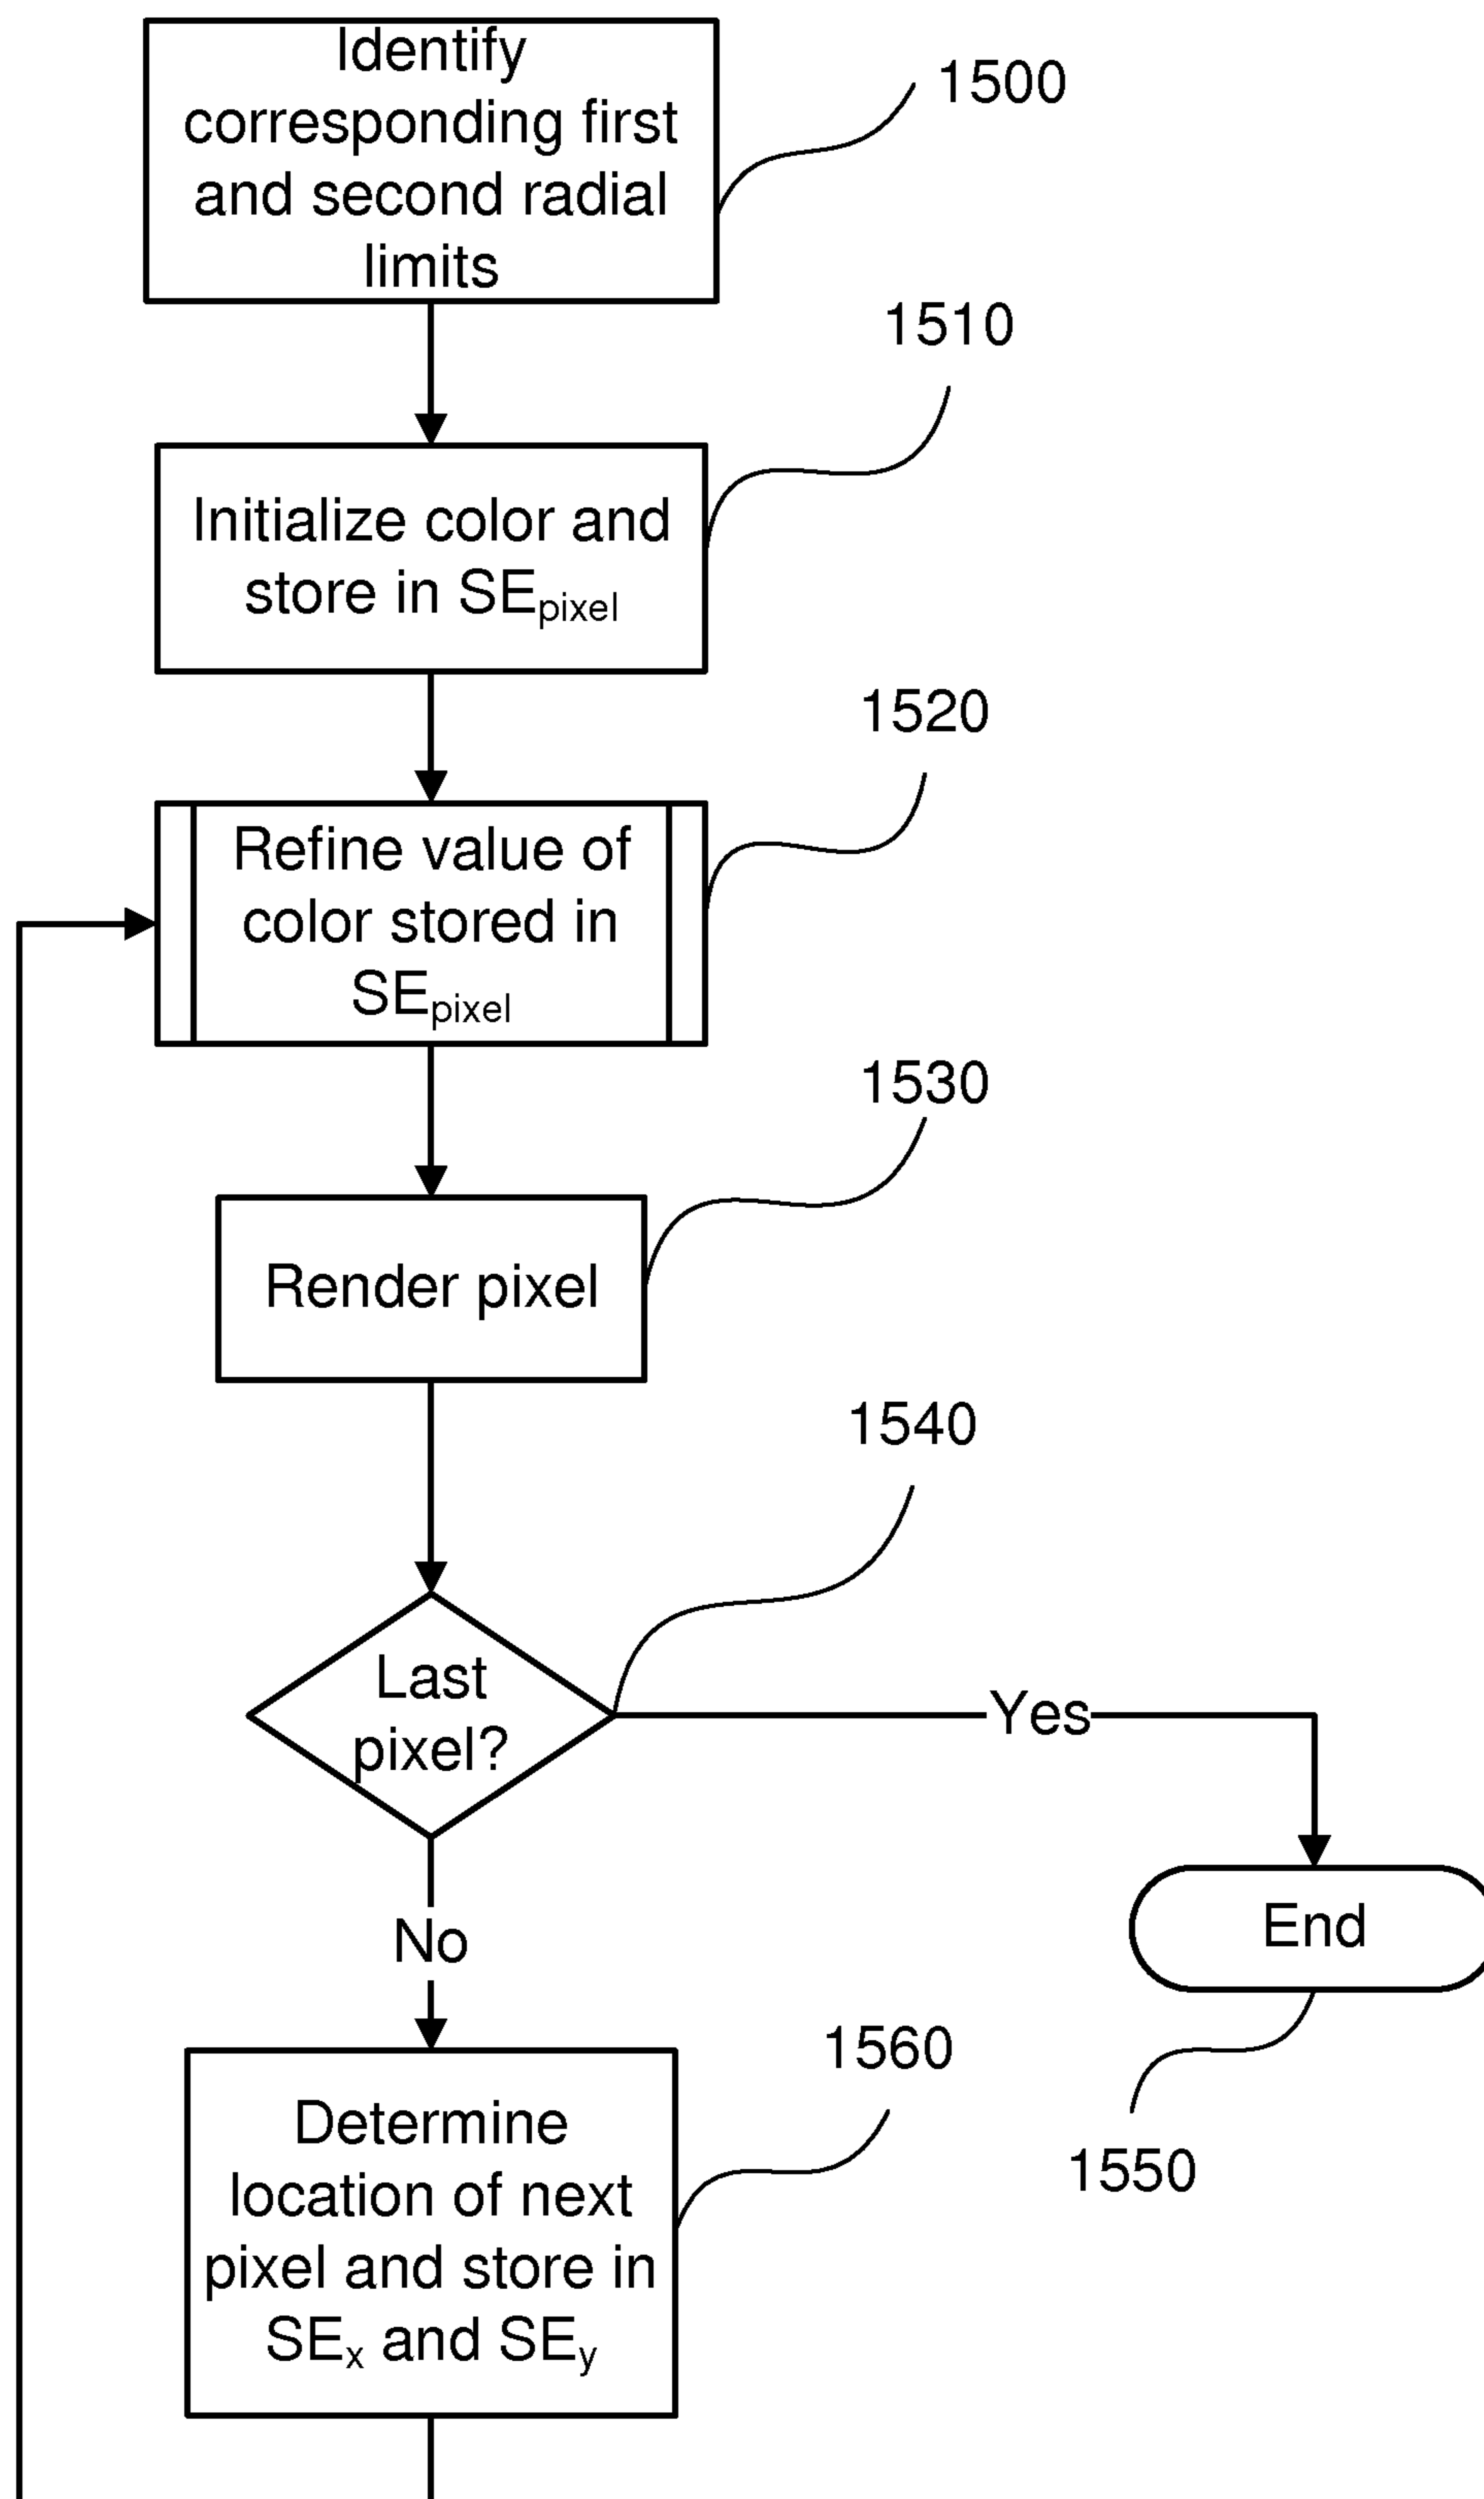 Identify
corresponding first
and second radial
limits
1500
1510
Initialize color and
store in SEpixel
1520
Refine value of
color stored in
SEpixel
1530
Render pixel
1540
Last
pixel?
Yes
No
End
1560
1550
Determine
location of next
pixel and store in
SEx and SEy